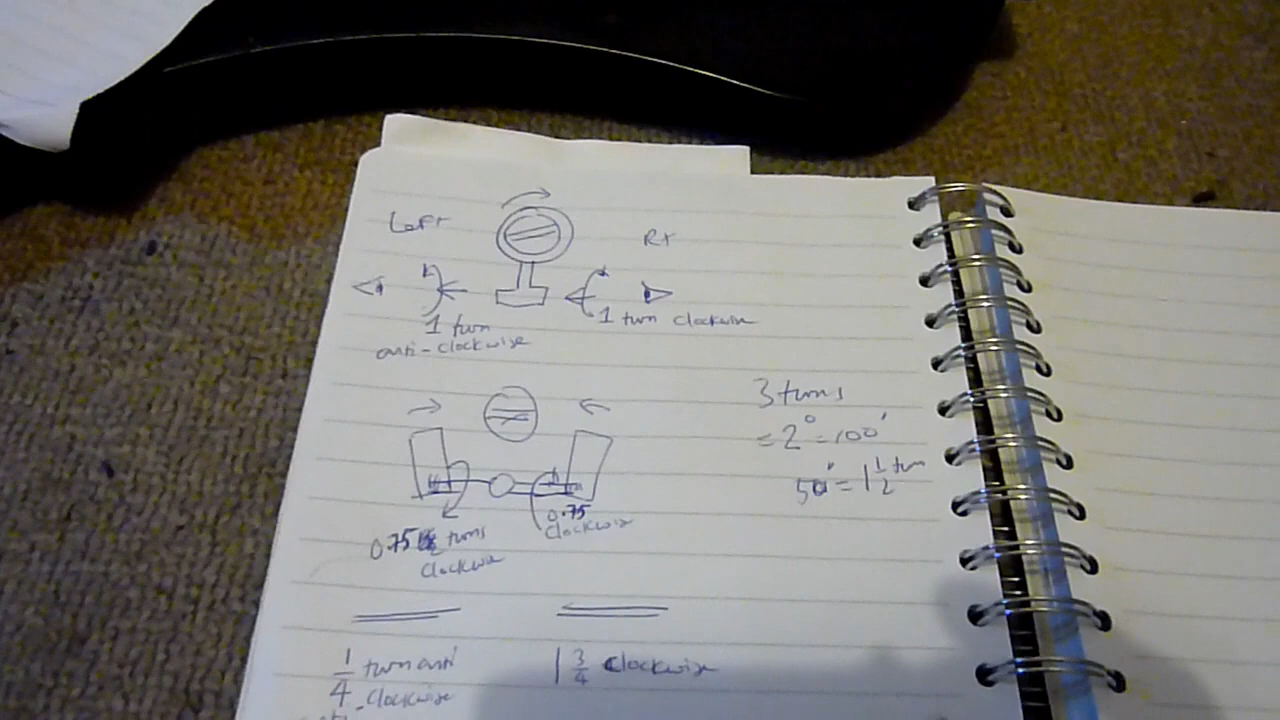 Left
Rt
1 turn
anti-clockwise
1 turn clockwise
3 turns
= 2° = 100'
50' = 1 1/2 turn
0.75 turns
clockwise
0.75
clockwise
1/4 turn anti
-clockwise
1 3/4 clockwise